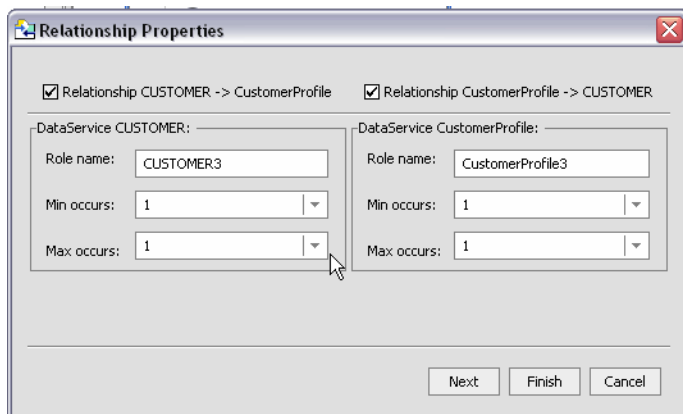 Relationship Properties
Relationship CUSTOMER -> CustomerProfile
Relationship CustomerProfile -> CUSTOMER
DataService CUSTOMER:
Role name: CUSTOMER3
Min occurs: 1
Max occurs: 1
DataService CustomerProfile:
Role name: CustomerProfile3
Min occurs: 1
Max occurs: 1
Next Finish Cancel